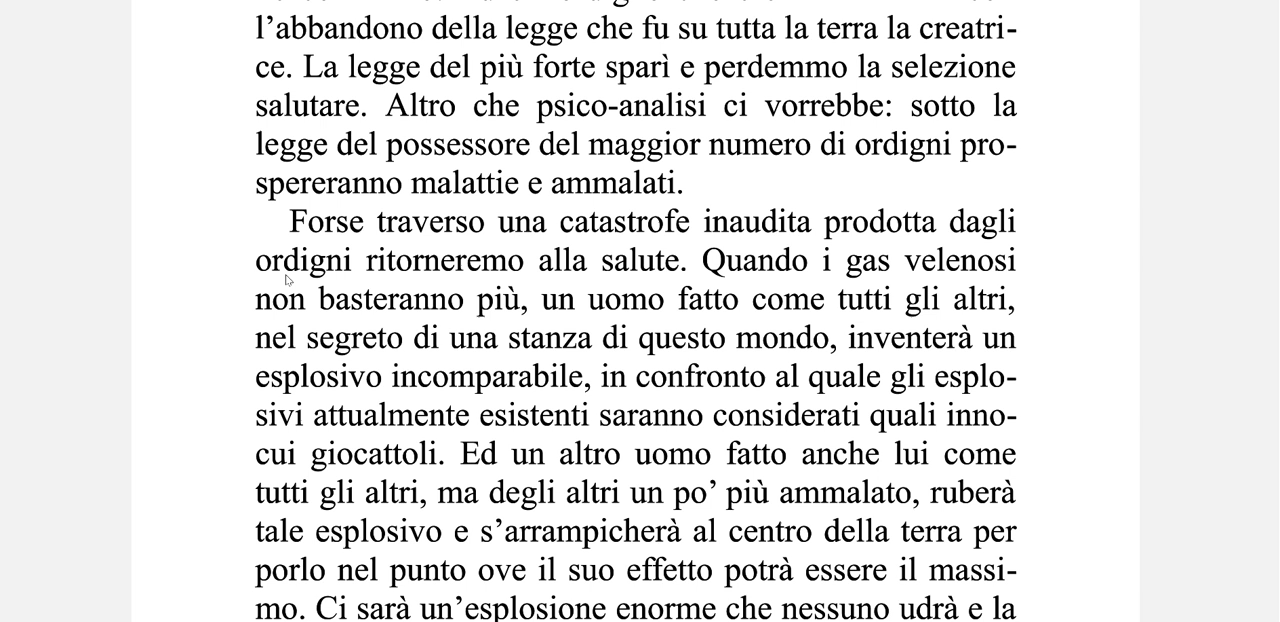 l’abbandono della legge che fu su tutta la terra la creatri-
ce. La legge del più forte sparì e perdemmo la selezione
salutare. Altro che psico-analisi ci vorrebbe: sotto la
legge del possessore del maggior numero di ordigni pro-
spereranno malattie e ammalati.
Forse traverso una catastrofe inaudita prodotta dagli
ordigni ritorneremo alla salute. Quando i gas velenosi
non basteranno più, un uomo fatto come tutti gli altri,
nel segreto di una stanza di questo mondo, inventerà un
esplosivo incomparabile, in confronto al quale gli esplo-
sivi attualmente esistenti saranno considerati quali inno-
cui giocattoli. Ed un altro uomo fatto anche lui come
tutti gli altri, ma degli altri un po’ più ammalato, ruberà
tale esplosivo e s’arrampicherà al centro della terra per
porlo nel punto ove il suo effetto potrà essere il massi-
mo. Ci sarà un’esplosione enorme che nessuno udrà e la